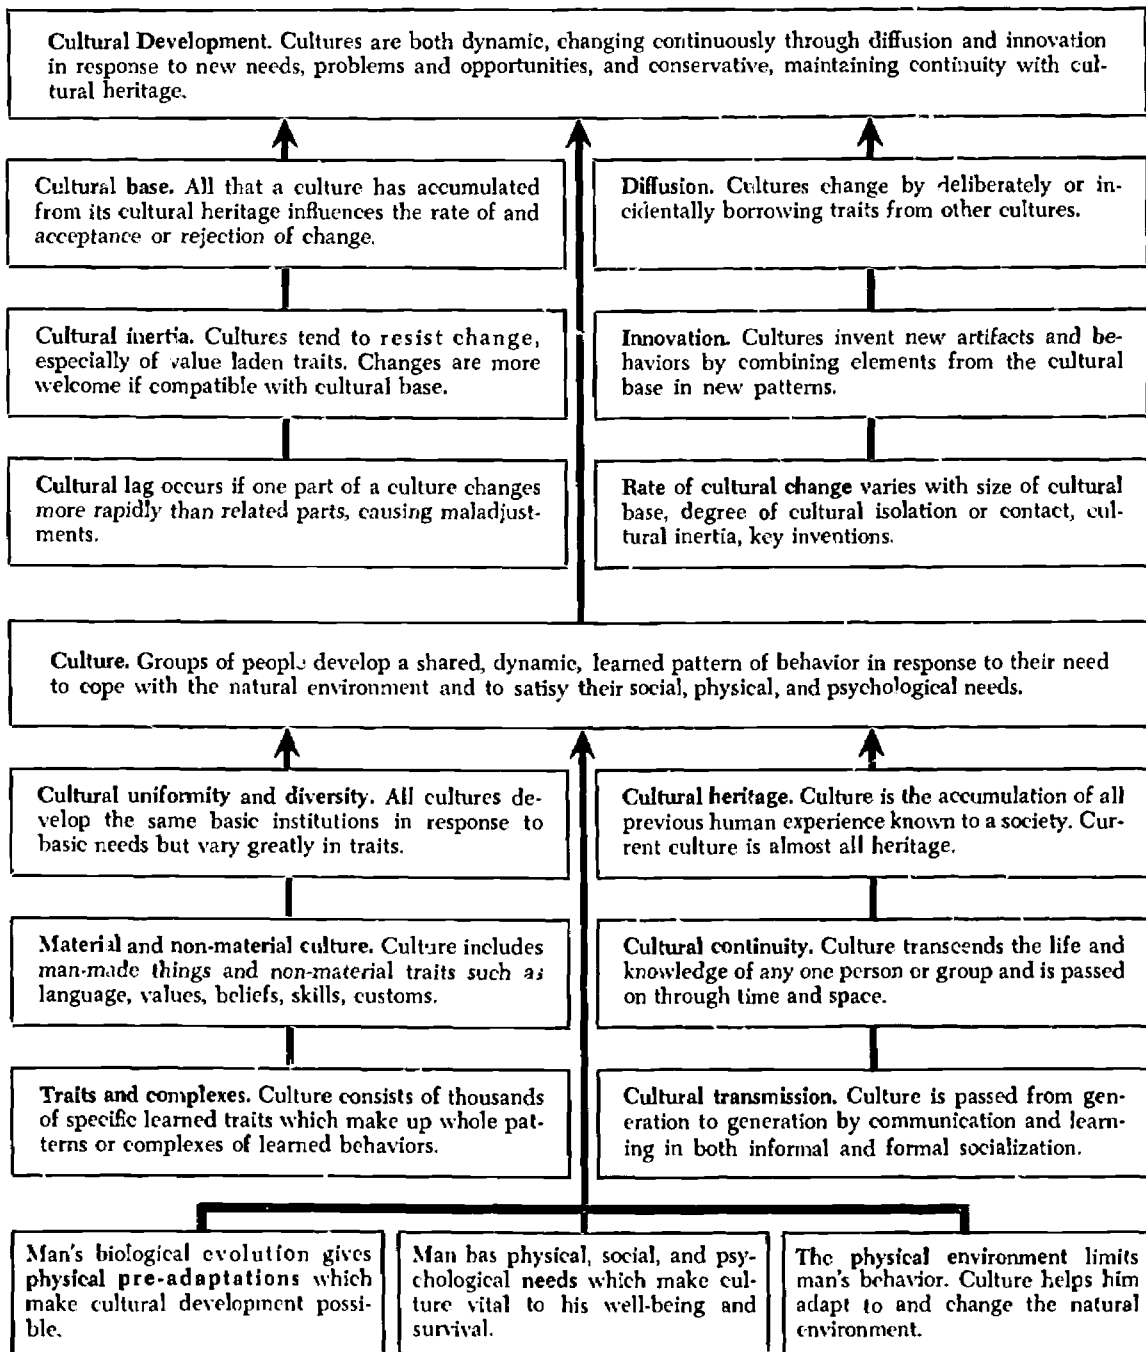 Cultural Development. Cultures are both dynamic, changing continuously through diffusion and innovation
in response to new needs, problems and opportunities, and conservative, maintaining continuity with cul-
tural heritage.
Cultural base. All that a culture has accumulated
from its cultural heritage influences the rate of and
acceptance or rejection of change.
Diffusion. Cultures change by deliberately or in-
cidentally borrowing traits from other cultures.
Cultural inertia. Cultures tend to resist change,
especially of value laden traits. Changes are more
welcome if compatible with cultural base.
Innovation. Cultures invent new artifacts and be-
haviors by combining elements from the cultural
base in new patterns.
Cultural lag occurs if one part of a culture changes
more rapidly than related parts, causing maladjust-
ments.
Rate of cultural change varies with size of cultural
base, degree of cultural isolation or contact, cul-
tural inertia, key inventions.
Culture. Groups of people develop a shared, dynamic, learned pattern of behavior in response to their need
to cope with the natural environment and to satisy their social, physical, and psychological needs.
Cultural uniformity and diversity. All cultures de-
velop the same basic institutions in response to
basic needs but vary greatly in traits.
Cultural heritage. Culture is the accumulation of all
previous human experience known to a society. Cur-
rent culture is almost all heritage.
Material and non-material culture. Culture includes
man-made things and non-material traits such as
language, values, beliefs, skills, customs.
Cultural continuity. Culture transcends the life and
knowledge of any one person or group and is passed
on through time and space.
Traits and complexes. Culture consists of thousands
of specific learned traits which make up whole pat-
terns or complexes of learned behaviors.
Cultural transmission. Culture is passed from gen-
eration to generation by communication and learn-
ing in both informal and formal socialization.
Man's biological evolution gives
physical pre-adaptations which
make cultural development possi-
ble.
Man has physical, social, and psy-
chological needs which make cul-
ture vital to his well-being and
survival.
The physical environment limits
man's behavior. Culture helps him
adapt to and change the natural
environment.